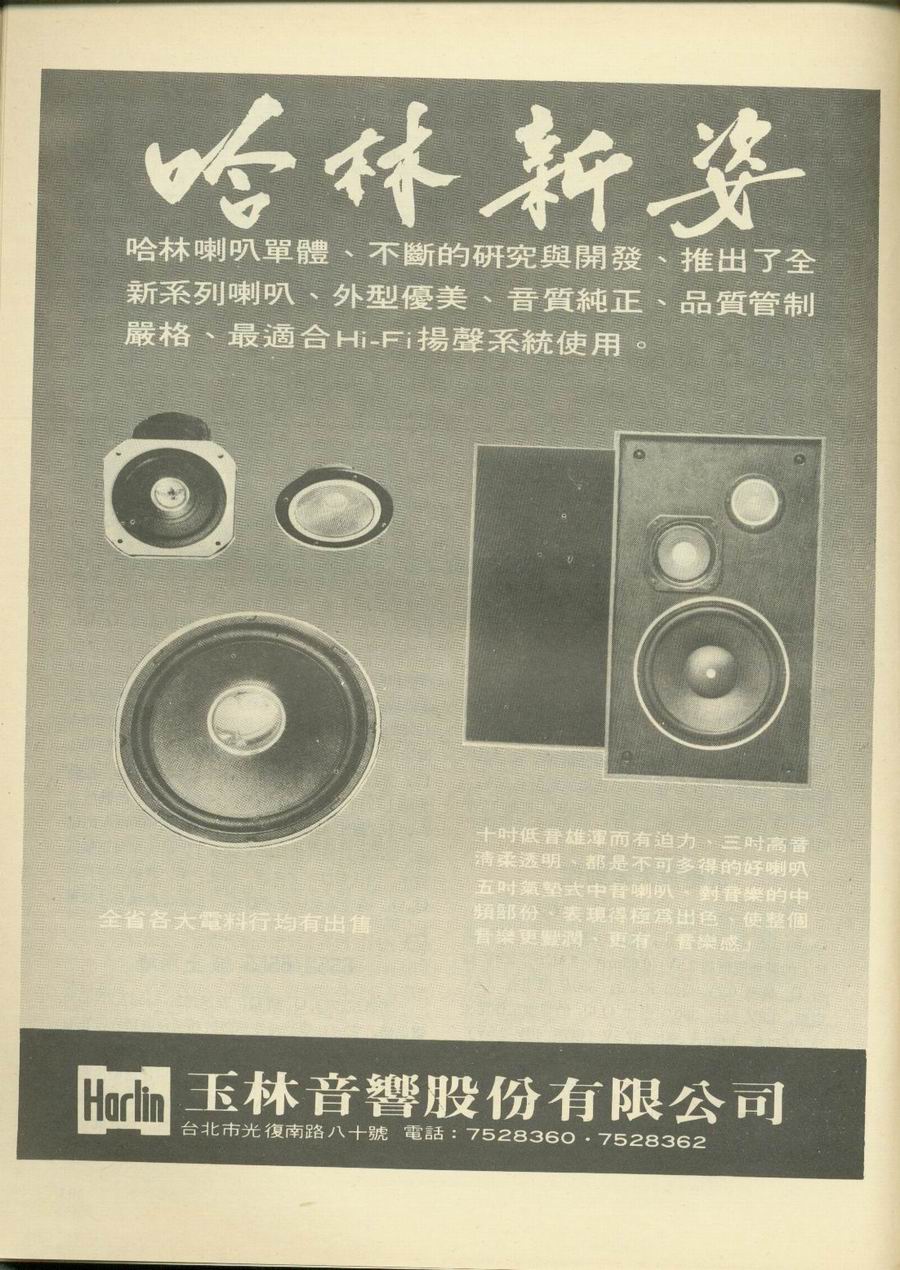 哈林新姿
哈林喇叭單體、不斷的研究與開發、推出了全
新系列喇叭、外型優美、音質純正、品質管制
嚴格、最適合Hi-Fi揚聲系統使用。
十吋低音雄渾而有迫力、三吋高音
清柔透明、都是不可多得的好喇叭
五吋氣墊式中音喇叭、對音樂的中
頻部份、表現得極為出色、使整個
音樂更豐潤、更有「音樂感」
全省各大電料行均有出售
Harlin
玉林音響股份有限公司
台北市光復南路八十號 電話：7528360・7528362